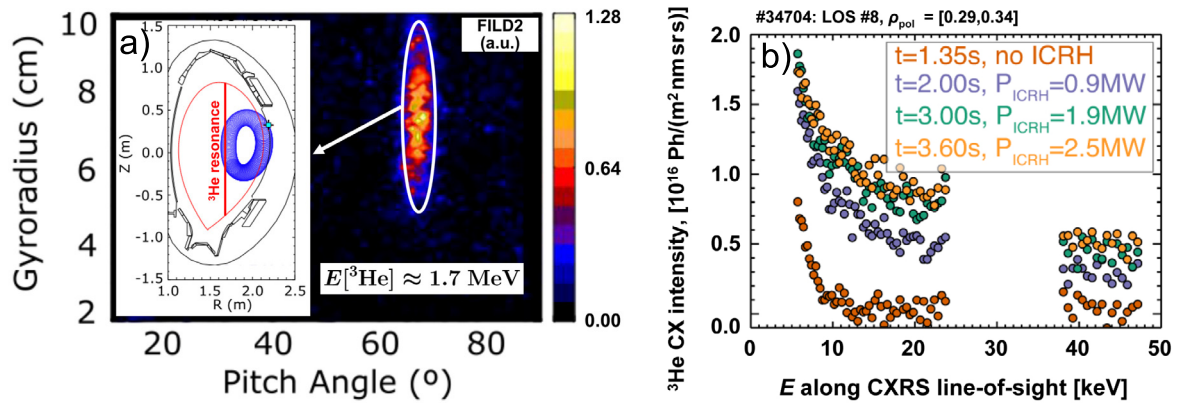 a)
FILD2
(a.u.)
Gyroradius (cm)
10
8
6
4
2
20
40
60
80
Pitch Angle (º)
Z (m)
1.5
1.0
0.5
0.0
-0.5
-1.0
-1.5
1.0
1.5
2.0
2.5
R (m)
³He resonance
E[³He] ≈ 1.7 MeV
1.28
0.64
0.00
#34704: LOS #8, ρpol = [0.29,0.34]
b)
t=1.35s, no ICRH
t=2.00s, PICRH=0.9MW
t=3.00s, PICRH=1.9MW
t=3.60s, PICRH=2.5MW
³He CX intensity, [10¹⁶ Ph/(m² nm sr s)]
2.0
1.5
1.0
0.5
0.0
0
10
20
30
40
50
E along CXRS line-of-sight [keV]